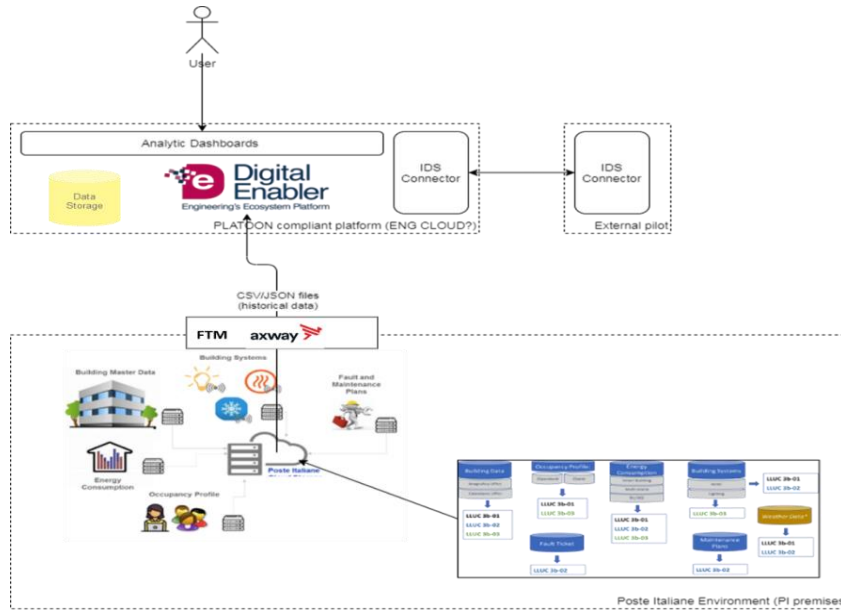 User
Analytic Dashboards
IDS
Connector
IDS
Connector
Data
Storage
e
Digital
Enabler
Engineering's Ecosystem Platform
PLATOON compliant platform (ENG CLOUD?)
External pilot
CSV/JSON files
(historical data)
FTM
axway
Building Systems
Building Master Data
Fault and
Maintenance
Plans
Poste Italiane
Energy
Consumption
Occupancy Profile
Building Data
Occupancy Profile
Energy
Consumption
Building Systems
LLUC 3b-01
LLUC 3b-02
LLUC 3b-01
LLUC 3b-03
LLUC 3b-03
Weather Data*
LLUC 3b-01
LLUC 3b-02
LLUC 3b-03
LLUC 3b-01
LLUC 3b-02
LLUC 3b-03
Fault Ticket
Maintenance
Plans
LLUC 3b-01
LLUC 3b-02
LLUC 3b-02
LLUC 3b-02
Poste Italiane Environment (PI premises